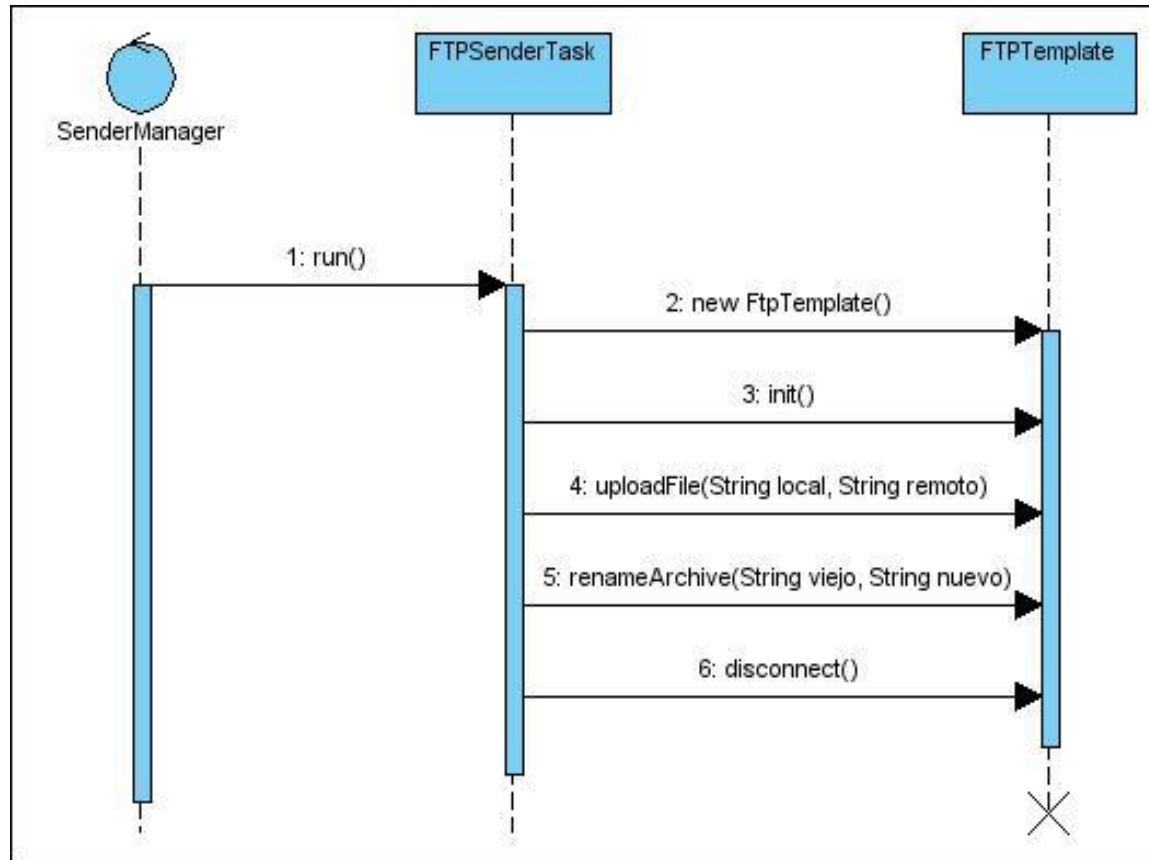 FTPSenderTask
FTPTemplate
SenderManager
1: run()
2: new FtpTemplate()
3: init()
4: uploadFile(String local, String remoto)
5: renameArchive(String viejo, String nuevo)
6: disconnect()